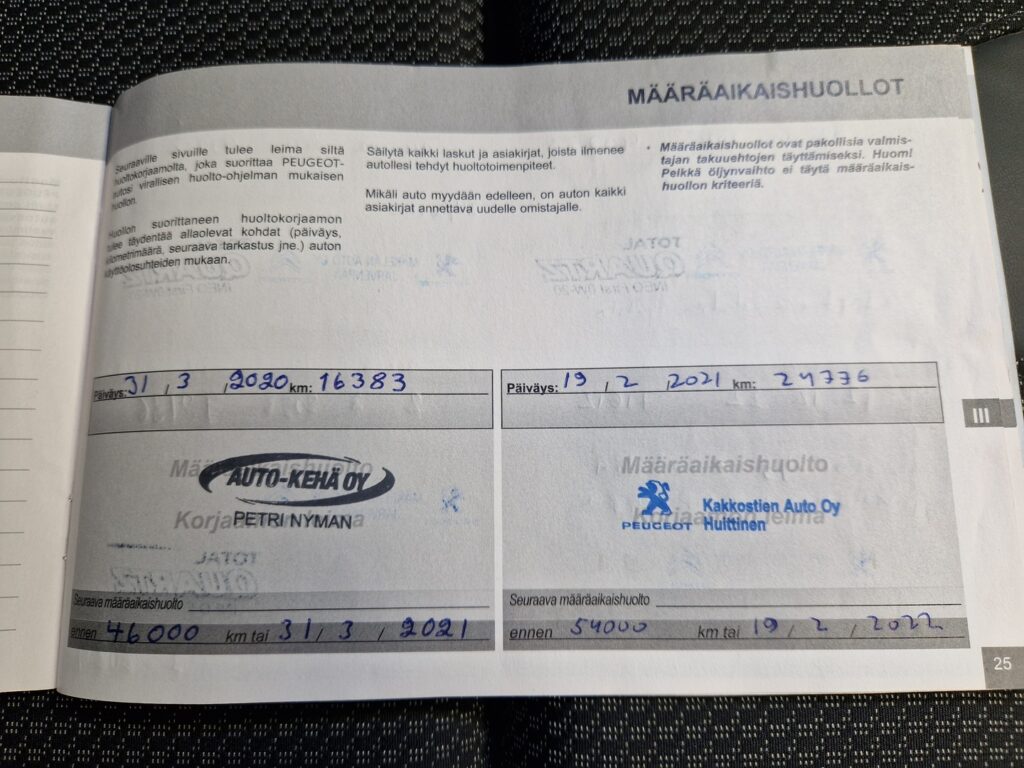 MÄÄRÄAIKAISHUOLLOT
Seuraaville sivuille tulee leima siltä
huoltokorjaamolta, joka suorittaa PEUGEOT-
autosi virallisen huolto-ohjelman mukaisen
huollon.
Huollon suorittaneen huoltokorjaamon
tulee täydentää allaolevat kohdat (päiväys,
kilometrimäärä, seuraava tarkastus jne.) auton
käyttöolosuhteiden mukaan.
Säilytä kaikki laskut ja asiakirjat, joista ilmenee
autollesi tehdyt huoltotoimenpiteet.
Mikäli auto myydään edelleen, on auton kaikki
asiakirjat annettava uudelle omistajalle.
• Määräaikaishuollot ovat pakollisia valmis-
tajan takuuehtojen täyttämiseksi. Huom!
Pelkkä öljynvaihto ei täytä määräaikais-
huollon kriteeriä.
Päiväys: 31 / 3 / 2020 km: 16383
Määräaikaishuolto
AUTO-KEHÄ OY
Korjaamon leima
PETRI NYMAN
Seuraava määräaikaishuolto
ennen 46000 km tai 31 / 3 / 2021
Päiväys: 19 / 2 / 2021 km: 24776
Määräaikaishuolto
PEUGEOT
Kakkostien Auto Oy
Korjaamon leima
Huittinen
Seuraava määräaikaishuolto
ennen 54000 km tai 19 / 2 / 2022
III
25